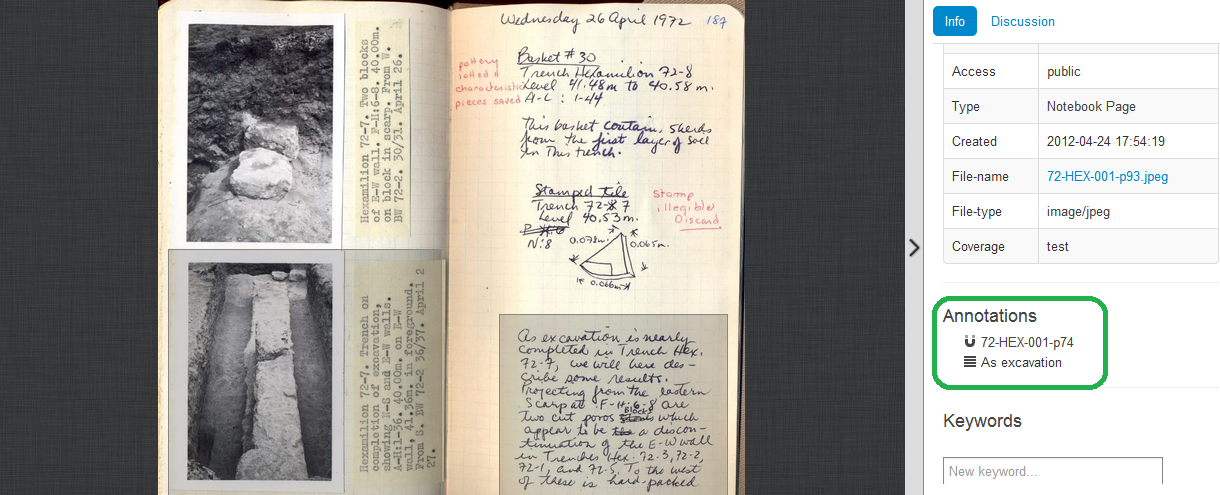 Hexamilion 72-7. Two blocks
of E-W wall. F-H:6-8. 40.00m.
on block in scarp. From W.
BW 72-2. 30/31. April 26.
Hexamilion 72-7. Trench on
completion of excavation,
showing N-S and E-W walls.
A-H:1-36. 40.00m. on E-W
wall, 41.36m. in foreground.
From S. BW 72-2 36/37. April 2
27.
Wednesday 26 April 1972
187
Basket # 30
Trench Hexamilion 72-8
Level 41.48m to 40.58 m.
A-L : 1-44
pottery
lotted &
characteristic
pieces saved
This basket contains sherds
from the first layer of soil
in this trench.
Stamped tile
Trench 72-8 7
Level 40.53m.
N:8
Stamp
illegible
Discard
0.078m.
0.065m.
0.066m
As excavation is nearly
completed in Trench Hex.
72-7, we will here des-
cribe some results.
Projecting from the eastern
Scarp at F-H:6-8 are
two cut poros Blocks which
appear to be the a discon-
tinuation of the E-W wall
in Trenches Hex. 72-3, 72-2,
72-1, and 72-5. To the west
of these is hard-packed
Info
Discussion
Access public
Type Notebook Page
Created 2012-04-24 17:54:19
File-name 72-HEX-001-p93.jpeg
File-type image/jpeg
Coverage test
Annotations
72-HEX-001-p74
As excavation
Keywords
New keyword...